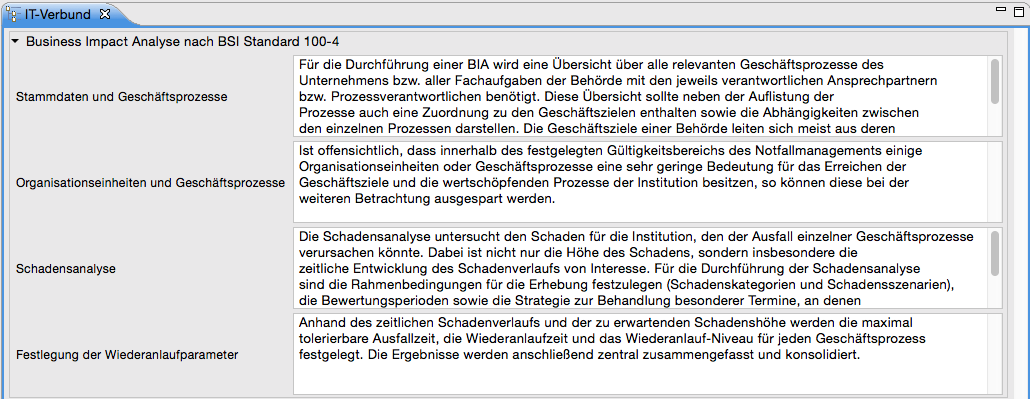 IT-Verbund
Business Impact Analyse nach BSI Standard 100-4
Stammdaten und Geschäftsprozesse
Für die Durchführung einer BIA wird eine Übersicht über alle relevanten Geschäftsprozesse des
Unternehmens bzw. aller Fachaufgaben der Behörde mit den jeweils verantwortlichen Ansprechpartnern
bzw. Prozessverantwortlichen benötigt. Diese Übersicht sollte neben der Auflistung der
Prozesse auch eine Zuordnung zu den Geschäftszielen enthalten sowie die Abhängigkeiten zwischen
den einzelnen Prozessen darstellen. Die Geschäftsziele einer Behörde leiten sich meist aus deren
Organisationseinheiten und Geschäftsprozesse
Ist offensichtlich, dass innerhalb des festgelegten Gültigkeitsbereichs des Notfallmanagements einige
Organisationseinheiten oder Geschäftsprozesse eine sehr geringe Bedeutung für das Erreichen der
Geschäftsziele und die wertschöpfenden Prozesse der Institution besitzen, so können diese bei der
weiteren Betrachtung ausgespart werden.
Schadensanalyse
Die Schadensanalyse untersucht den Schaden für die Institution, den der Ausfall einzelner Geschäftsprozesse
verursachen könnte. Dabei ist nicht nur die Höhe des Schadens, sondern insbesondere die
zeitliche Entwicklung des Schadenverlaufs von Interesse. Für die Durchführung der Schadensanalyse
sind die Rahmenbedingungen für die Erhebung festzulegen (Schadenskategorien und Schadensszenarien),
die Bewertungsperioden sowie die Strategie zur Behandlung besonderer Termine, an denen
Festlegung der Wiederanlaufparameter
Anhand des zeitlichen Schadenverlaufs und der zu erwartenden Schadenshöhe werden die maximal
tolerierbare Ausfallzeit, die Wiederanlaufzeit und das Wiederanlauf-Niveau für jeden Geschäftsprozess
festgelegt. Die Ergebnisse werden anschließend zentral zusammengefasst und konsolidiert.